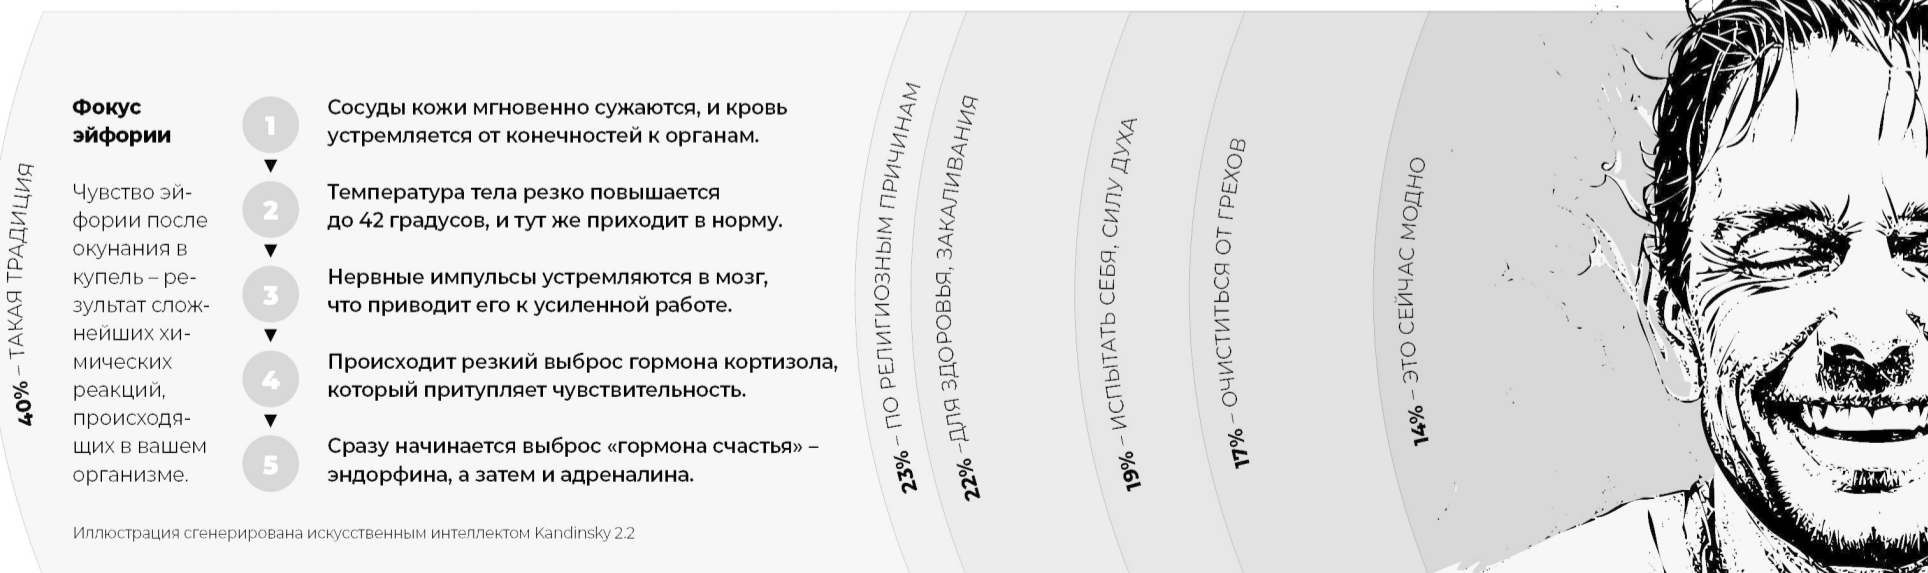 40% – ТАКАЯ ТРАДИЦИЯ
Фокус
эйфории
Чувство эй-
фории после
окунания в
купель – ре-
зультат слож-
нейших хи-
мических
реакций,
происходя-
щих в вашем
организме.
1
Сосуды кожи мгновенно сужаются, и кровь
устремляется от конечностей к органам.
2
Температура тела резко повышается
до 42 градусов, и тут же приходит в норму.
3
Нервные импульсы устремляются в мозг,
что приводит его к усиленной работе.
4
Происходит резкий выброс гормона кортизола,
который притупляет чувствительность.
5
Сразу начинается выброс «гормона счастья» –
эндорфина, а затем и адреналина.
Иллюстрация сгенерирована искусственным интеллектом Kandinsky 2.2
23% – ПО РЕЛИГИОЗНЫМ ПРИЧИНАМ
22% –ДЛЯ ЗДОРОВЬЯ, ЗАКАЛИВАНИЯ
19% – ИСПЫТАТЬ СЕБЯ, СИЛУ ДУХА
17% – ОЧИСТИТЬСЯ ОТ ГРЕХОВ
14% – ЭТО СЕЙЧАС МОДНО